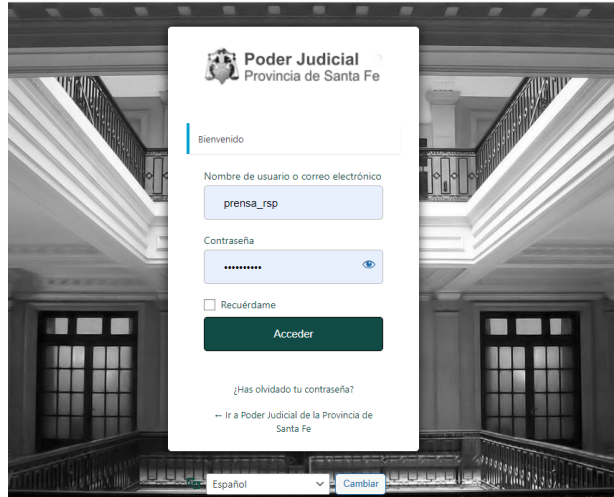 Poder Judicial
Provincia de Santa Fe
Bienvenido
Nombre de usuario o correo electrónico
prensa_rsp
Contraseña
••••••••••
Recuérdame
Acceder
¿Has olvidado tu contraseña?
← Ir a Poder Judicial de la Provincia de
Santa Fe
Español
Cambiar